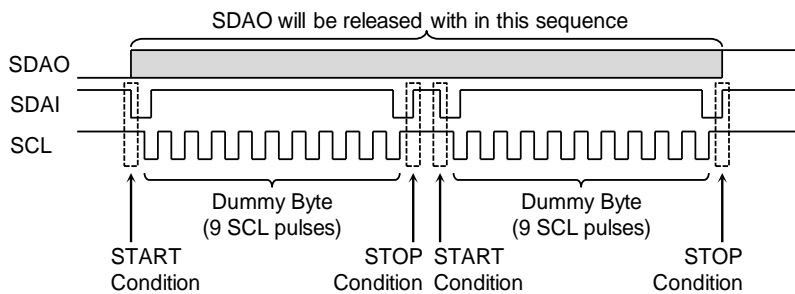 SDAO will be released with in this sequence
SDAO
SDAI
SCL
Dummy Byte
(9 SCL pulses)
Dummy Byte
(9 SCL pulses)
START
Condition
STOP
Condition
START
Condition
STOP
Condition